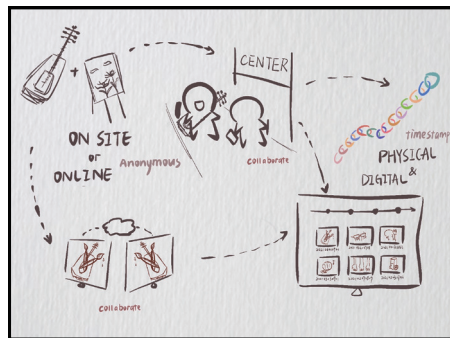 CENTER
ON SITE
or
ONLINE
Anonymous
Collaborate
timestamp
PHYSICAL
&
DIGITAL
Collaborate